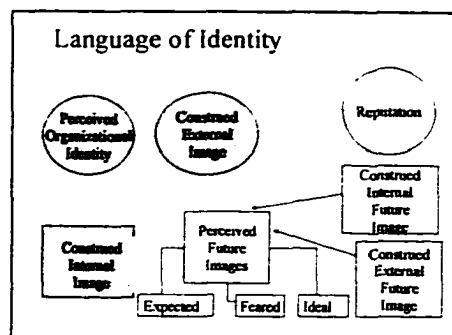 Language of Identity
Perceived
Organizational
Identity
Construed
External
Image
Reputation
Construed
Internal
Future
Image
Construed
Internal
Image
Perceived
Future
Images
Construed
External
Future
Image
Expected
Feared
Ideal